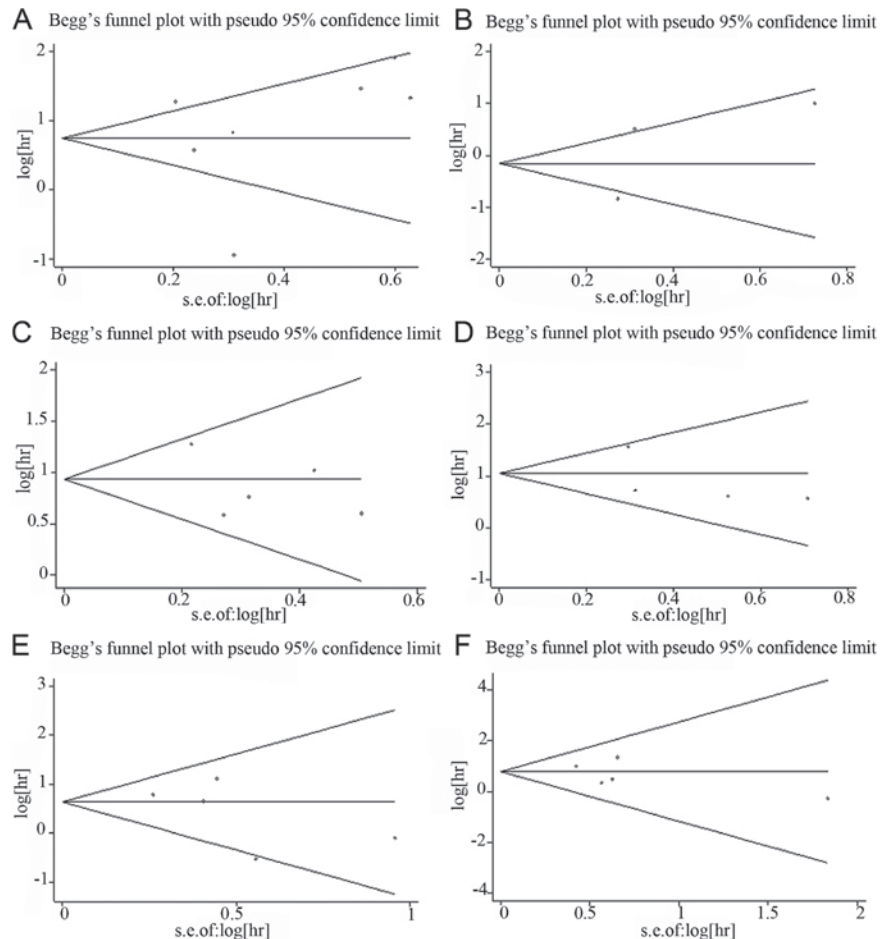 A Begg's funnel plot with pseudo 95% confidence limit
2
1
0
-1
log[hr]
0 0.2 0.4 0.6
s.e.of:log[hr]
B Begg's funnel plot with pseudo 95% confidence limit
2
1
0
-1
-2
log[hr]
0 0.2 0.4 0.6 0.8
s.e.of:log[hr]
C Begg's funnel plot with pseudo 95% confidence limit
2
1.5
1
0.5
0
log[hr]
0 0.2 0.4 0.6
s.e.of:log[hr]
D Begg's funnel plot with pseudo 95% confidence limit
3
2
1
0
-1
log[hr]
0 0.2 0.4 0.6 0.8
s.e.of:log[hr]
E Begg's funnel plot with pseudo 95% confidence limit
3
2
1
0
-1
log[hr]
0 0.5 1
s.e.of:log[hr]
F Begg's funnel plot with pseudo 95% confidence limit
4
2
0
-2
-4
log[hr]
0 0.5 1 1.5 2
s.e.of:log[hr]